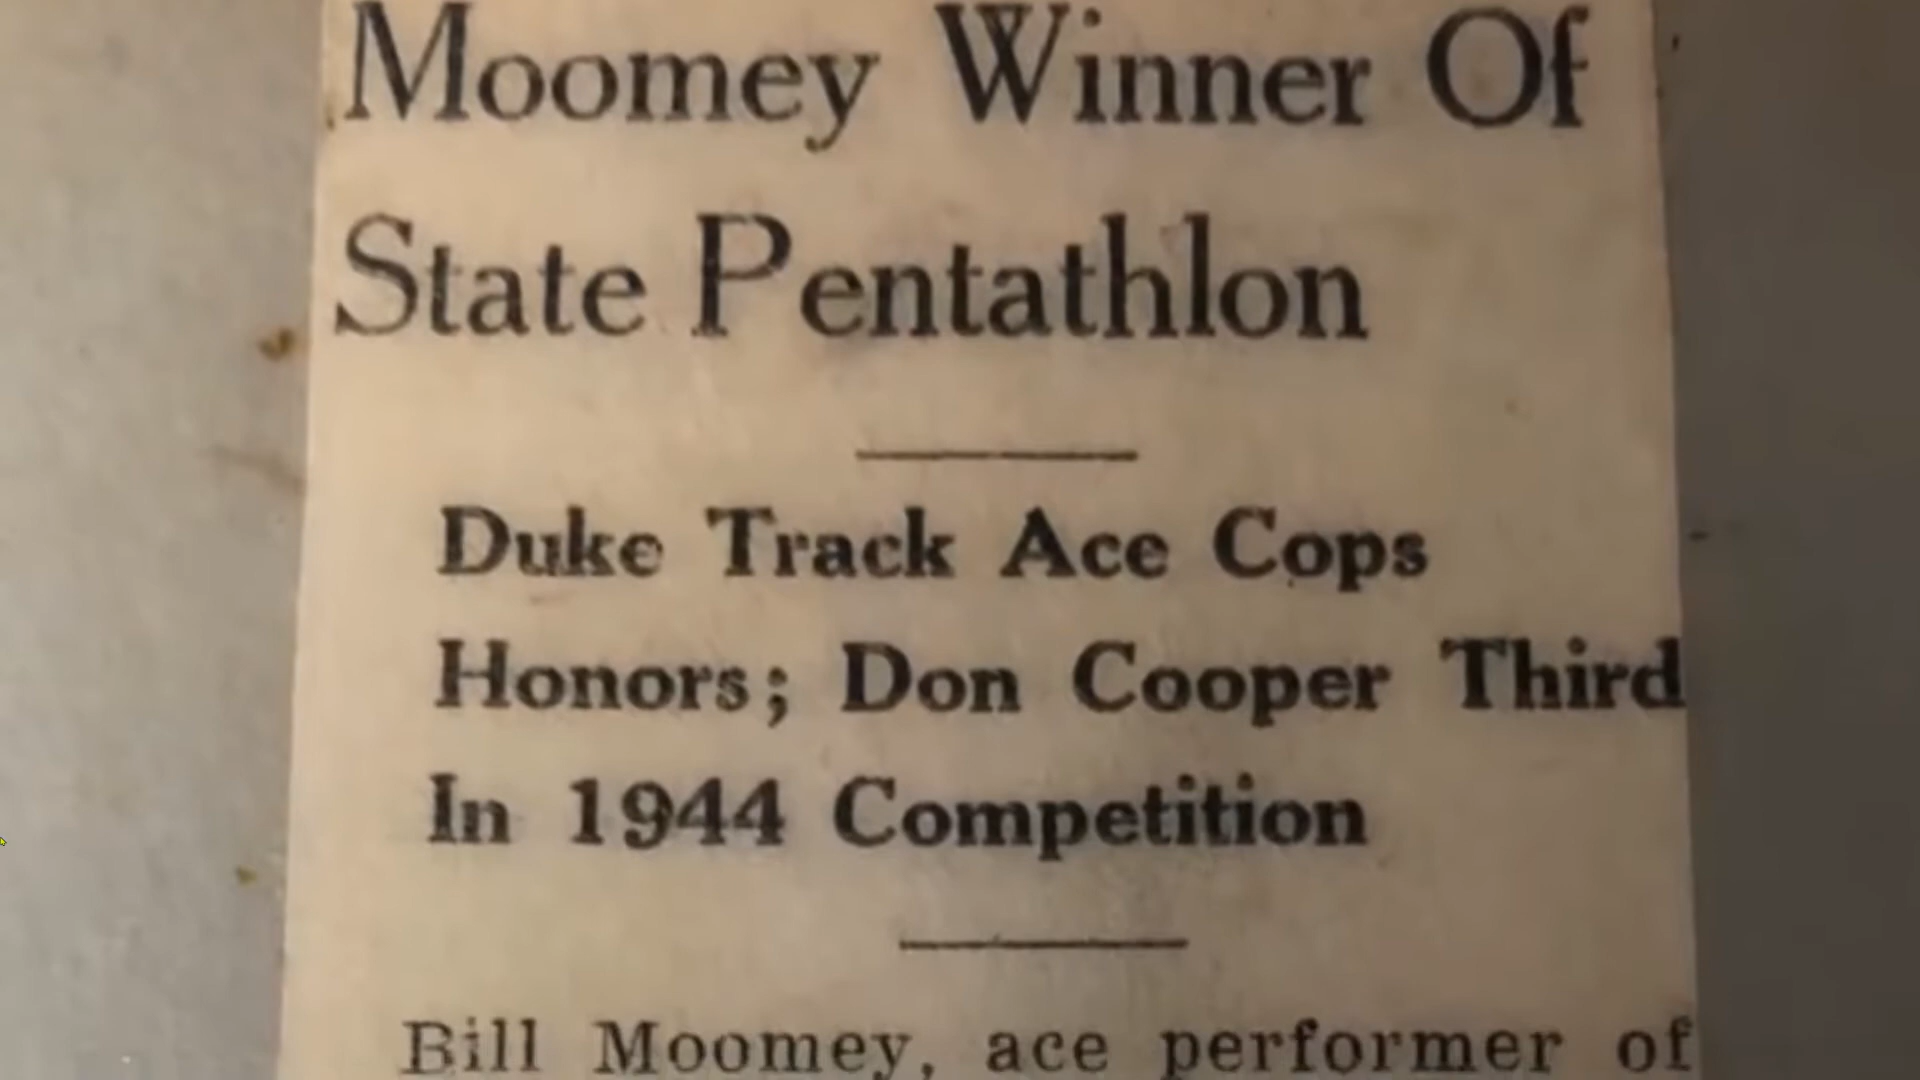 Moomey Winner Of
State Pentathlon
Duke Track Ace Cops
Honors; Don Cooper Third
In 1944 Competition
Bill Moomey, ace performer of